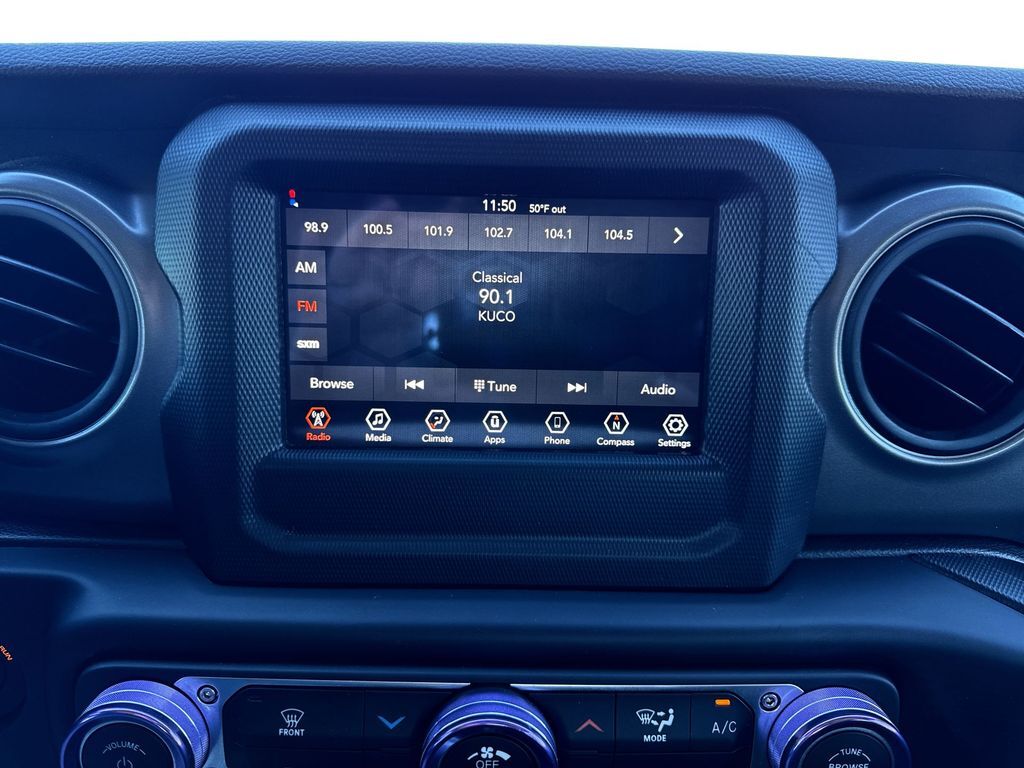 11:50 50°F out
98.9 100.5 101.9 102.7 104.1 104.5
AM
FM
sxm
Classical
90.1
KUCO
Browse Tune Audio
Radio Media Climate Apps Phone Compass Settings
N
RUN
FRONT
MODE
A/C
VOLUME
OFF
TUNE
BROWSE